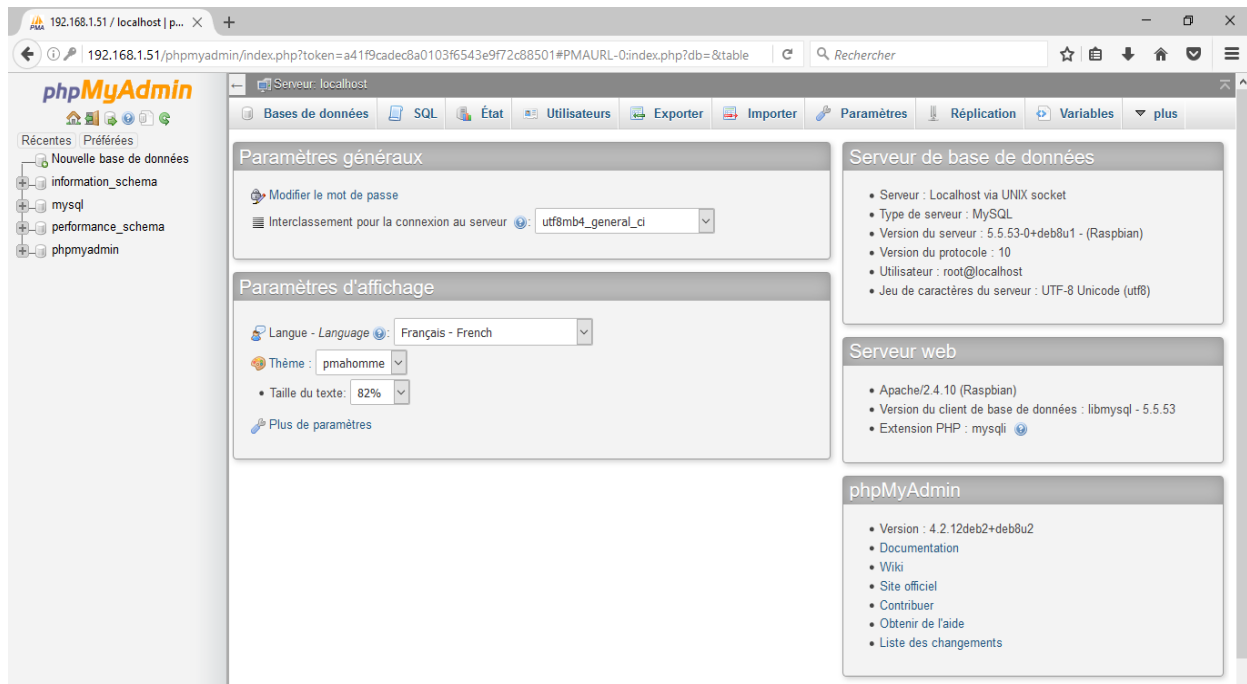 192.168.1.51 / localhost | p...
192.168.1.51/phpmyadmin/index.php?token=a41f9cadec8a0103f6543e9f72c88501#PMAURL-0:index.php?db=&table
Rechercher
phpMyAdmin
Récentes Préférées
Nouvelle base de données
information_schema
mysql
performance_schema
phpmyadmin
Serveur: localhost
Bases de données SQL État Utilisateurs Exporter Importer Paramètres Réplication Variables plus
Paramètres généraux
Modifier le mot de passe
Interclassement pour la connexion au serveur : utf8mb4_general_ci
Paramètres d'affichage
Langue - Language : Français - French
Thème : pmahomme
• Taille du texte: 82%
Plus de paramètres
Serveur de base de données
• Serveur : Localhost via UNIX socket
• Type de serveur : MySQL
• Version du serveur : 5.5.53-0+deb8u1 - (Raspbian)
• Version du protocole : 10
• Utilisateur : root@localhost
• Jeu de caractères du serveur : UTF-8 Unicode (utf8)
Serveur web
• Apache/2.4.10 (Raspbian)
• Version du client de base de données : libmysql - 5.5.53
• Extension PHP : mysqli
phpMyAdmin
• Version : 4.2.12deb2+deb8u2
• Documentation
• Wiki
• Site officiel
• Contribuer
• Obtenir de l'aide
• Liste des changements